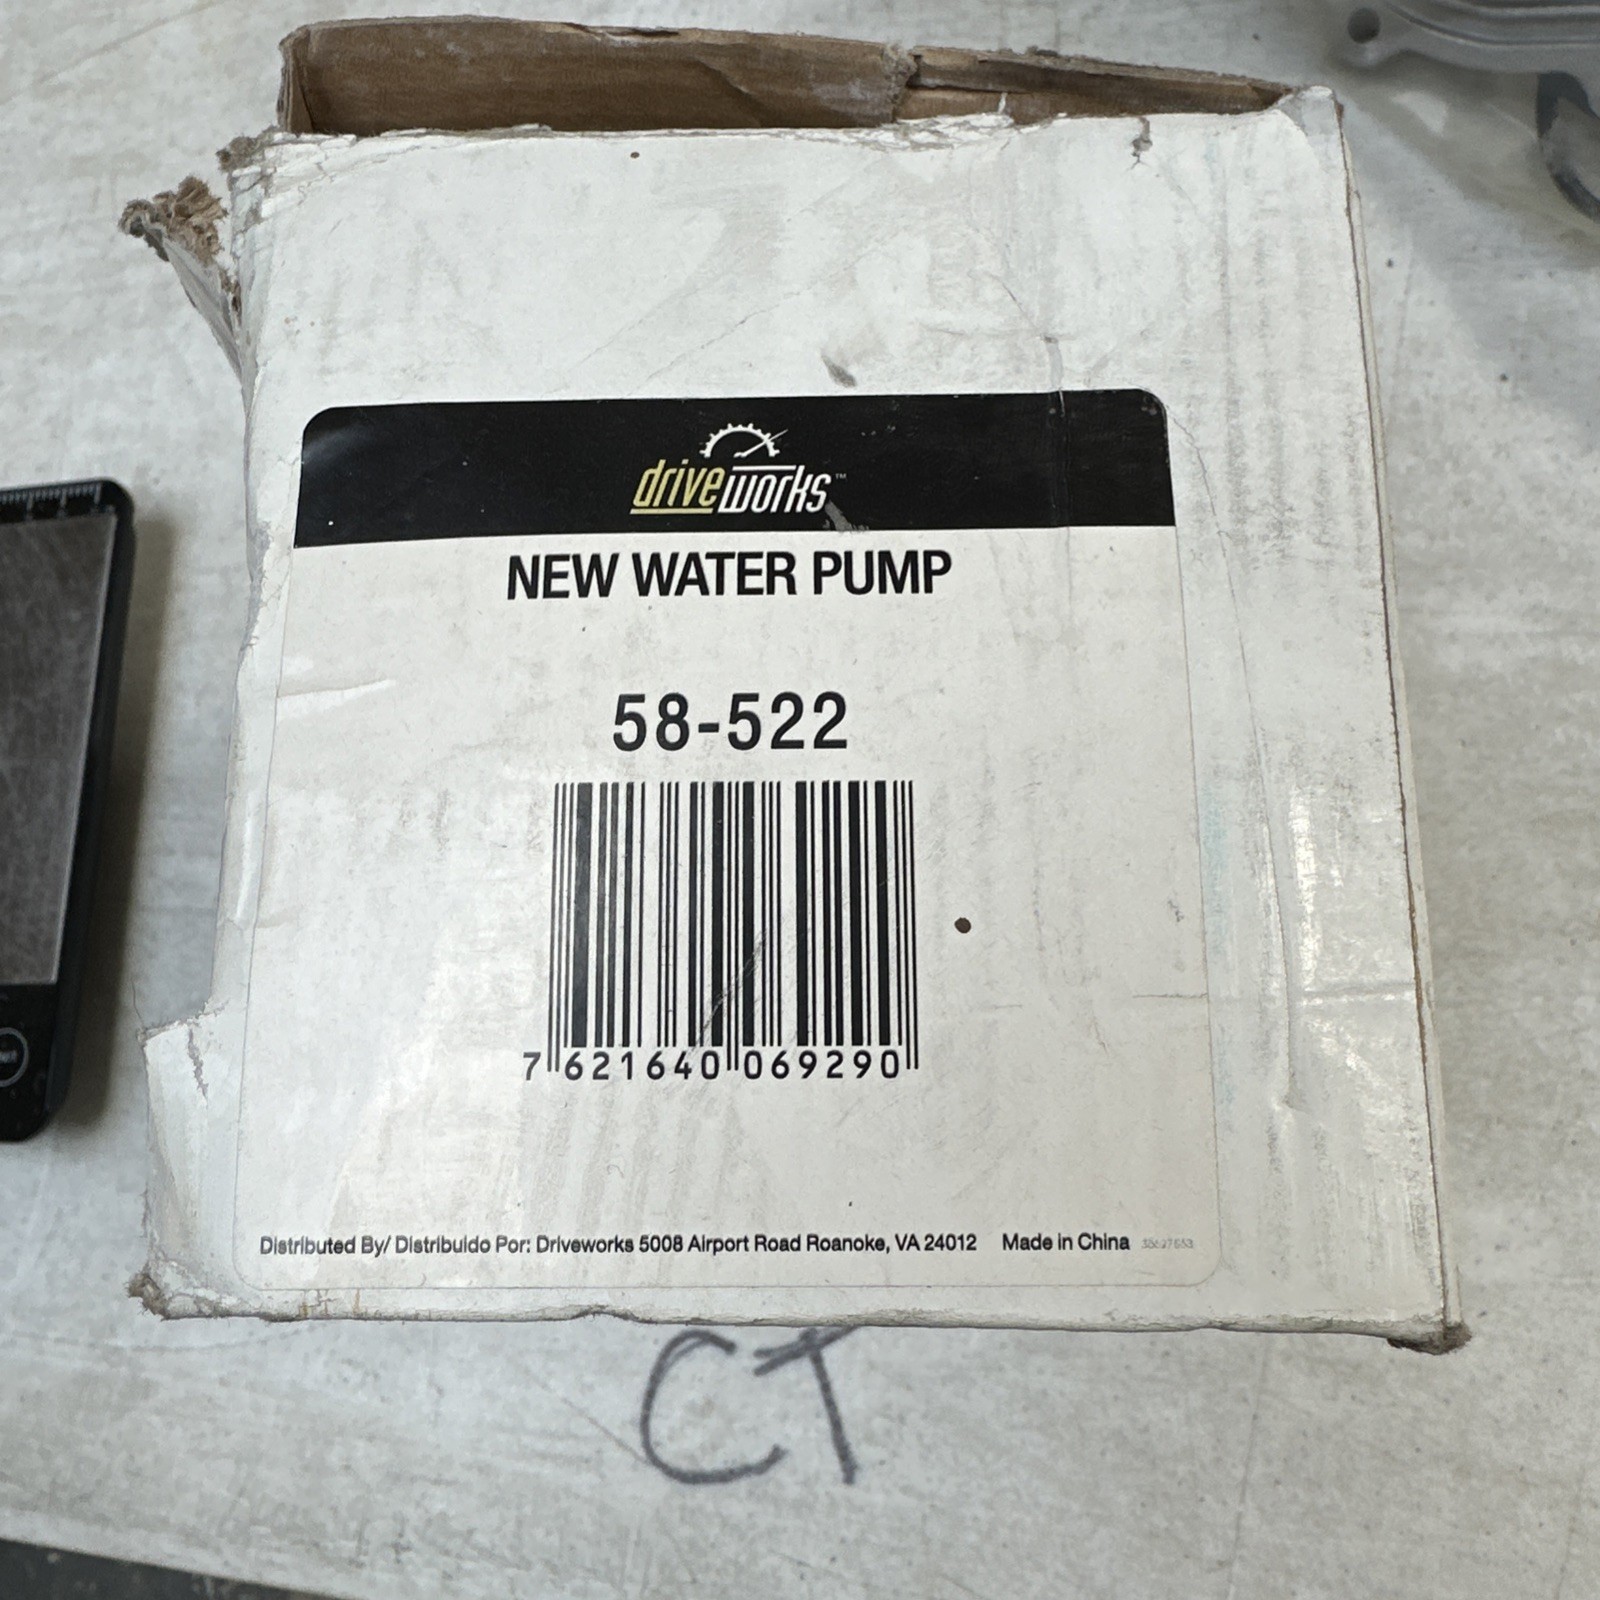 driveworks™
NEW WATER PUMP
58-522
7 621640 069290
Distributed By/ Distribuido Por: Driveworks 5008 Airport Road Roanoke, VA 24012 Made in China
CT